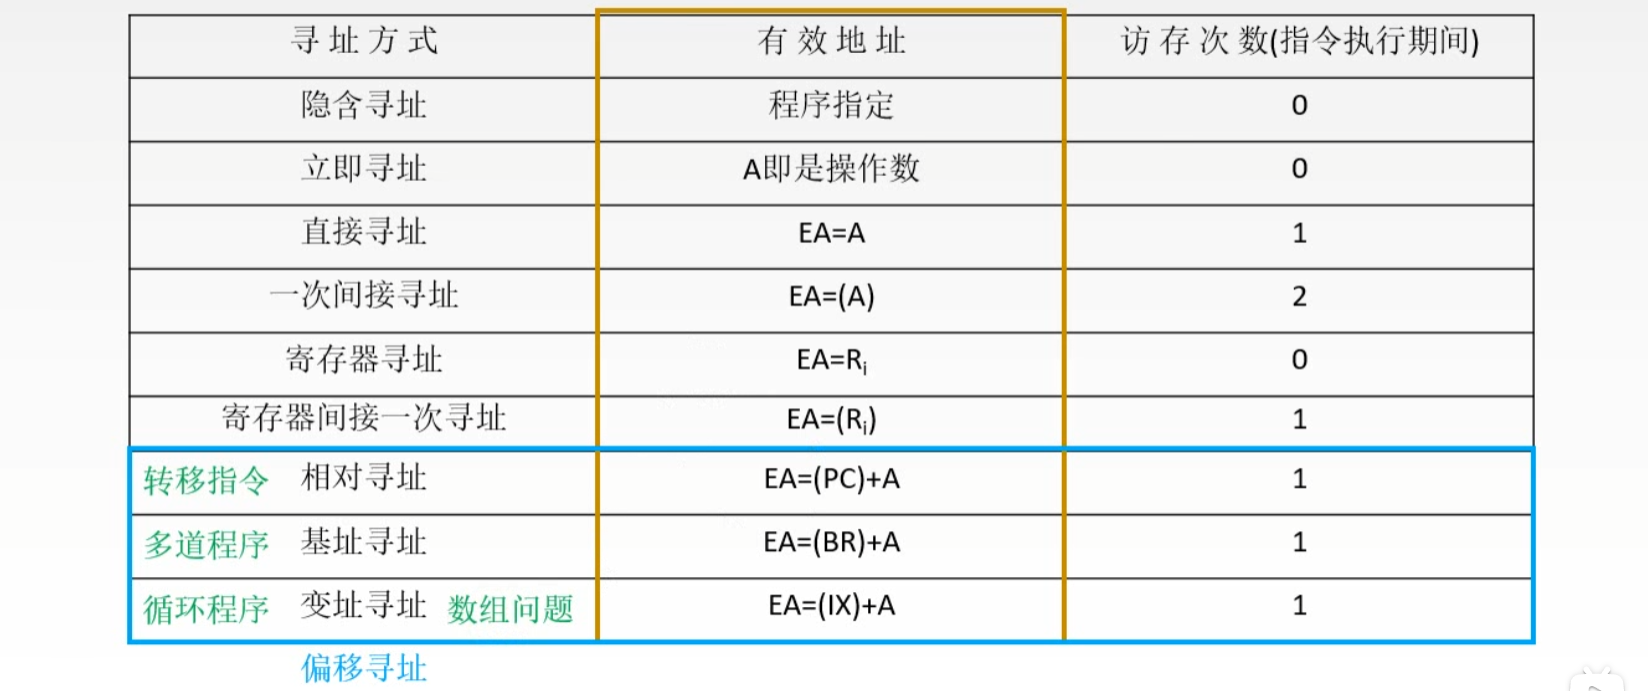 寻址方式 有效地址 访存次数(指令执行期间)
隐含寻址 程序指定 0
立即寻址 A即是操作数 0
直接寻址 EA=A 1
一次间接寻址 EA=(A) 2
寄存器寻址 EA=Rᵢ 0
寄存器间接一次寻址 EA=(Rᵢ) 1
转移指令 相对寻址 EA=(PC)+A 1
多道程序 基址寻址 EA=(BR)+A 1
循环程序 变址寻址 数组问题 EA=(IX)+A 1
偏移寻址